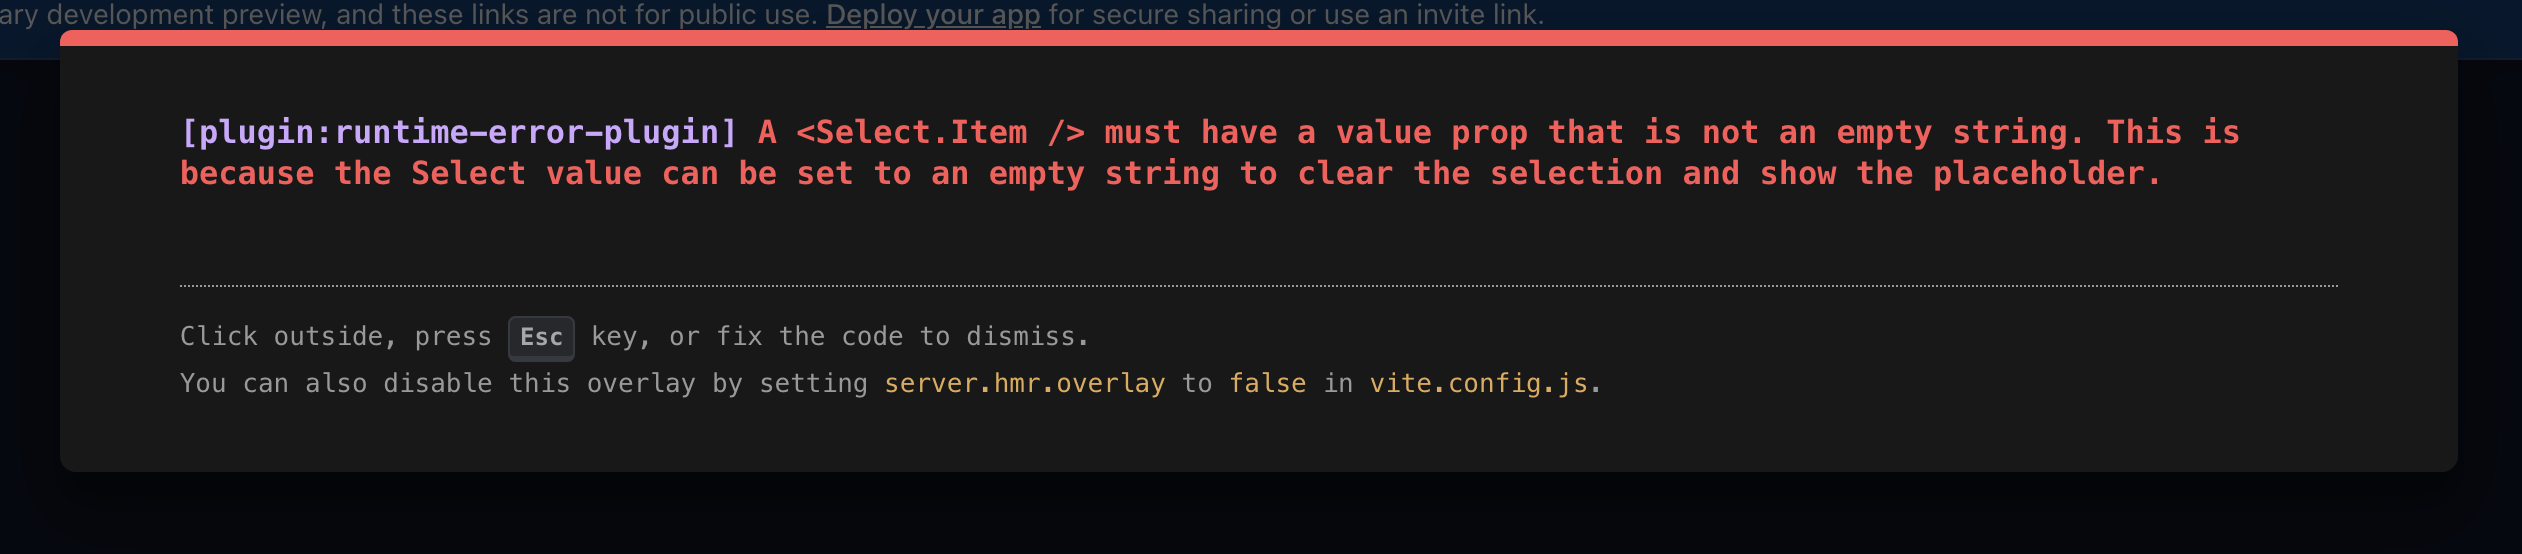 ary development preview, and these links are not for public use. Deploy your app for secure sharing or use an invite link.
[plugin:runtime-error-plugin] A <Select.Item /> must have a value prop that is not an empty string. This is
because the Select value can be set to an empty string to clear the selection and show the placeholder.
Click outside, press Esc key, or fix the code to dismiss.
You can also disable this overlay by setting server.hmr.overlay to false in vite.config.js.